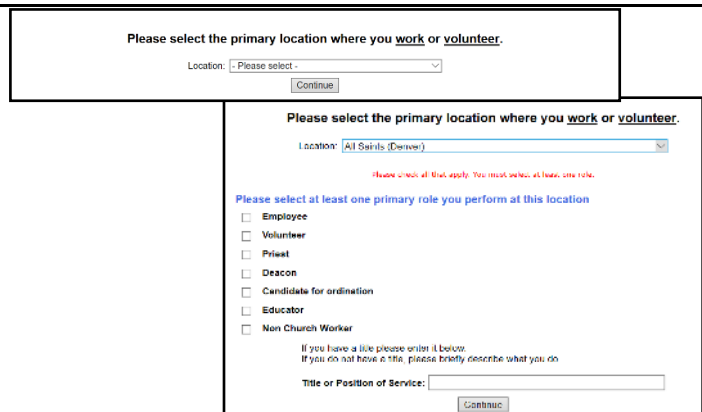 Please select the primary location where you work or volunteer.
Location: - Please select -
Continue
Please select the primary location where you work or volunteer.
Location: All Saints (Denver)
Please check all that apply. You must select at least one role.
Please select at least one primary role you perform at this location
Employee
Volunteer
Priest
Deacon
Candidate for ordination
Educator
Non Church Worker
If you have a title please enter it below.
If you do not have a title, please briefly describe what you do
Title or Position of Service:
Continue